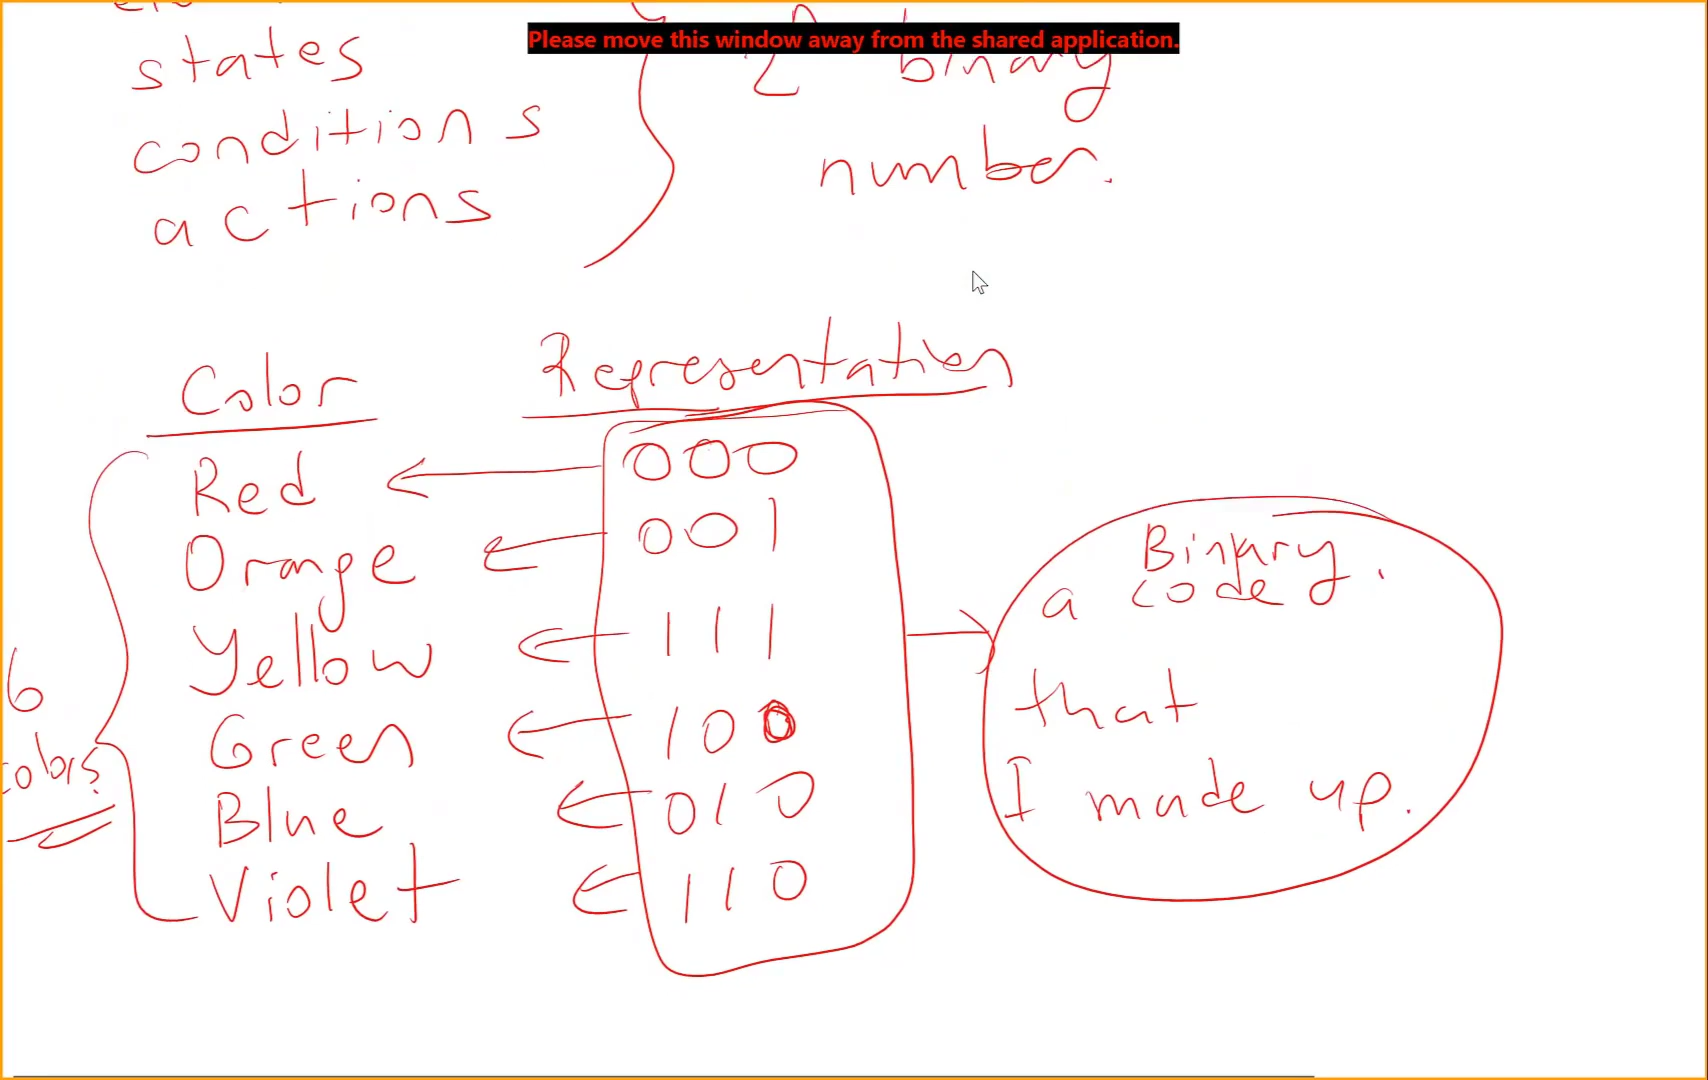 Please move this window away from the shared application.
states
conditions
actions
2 binary
number.
Color Representation
Red 000
Orange 001
Yellow 111
Green 100
Blue 010
Violet 110
6
colors
Binary
a code.
that
I made up.